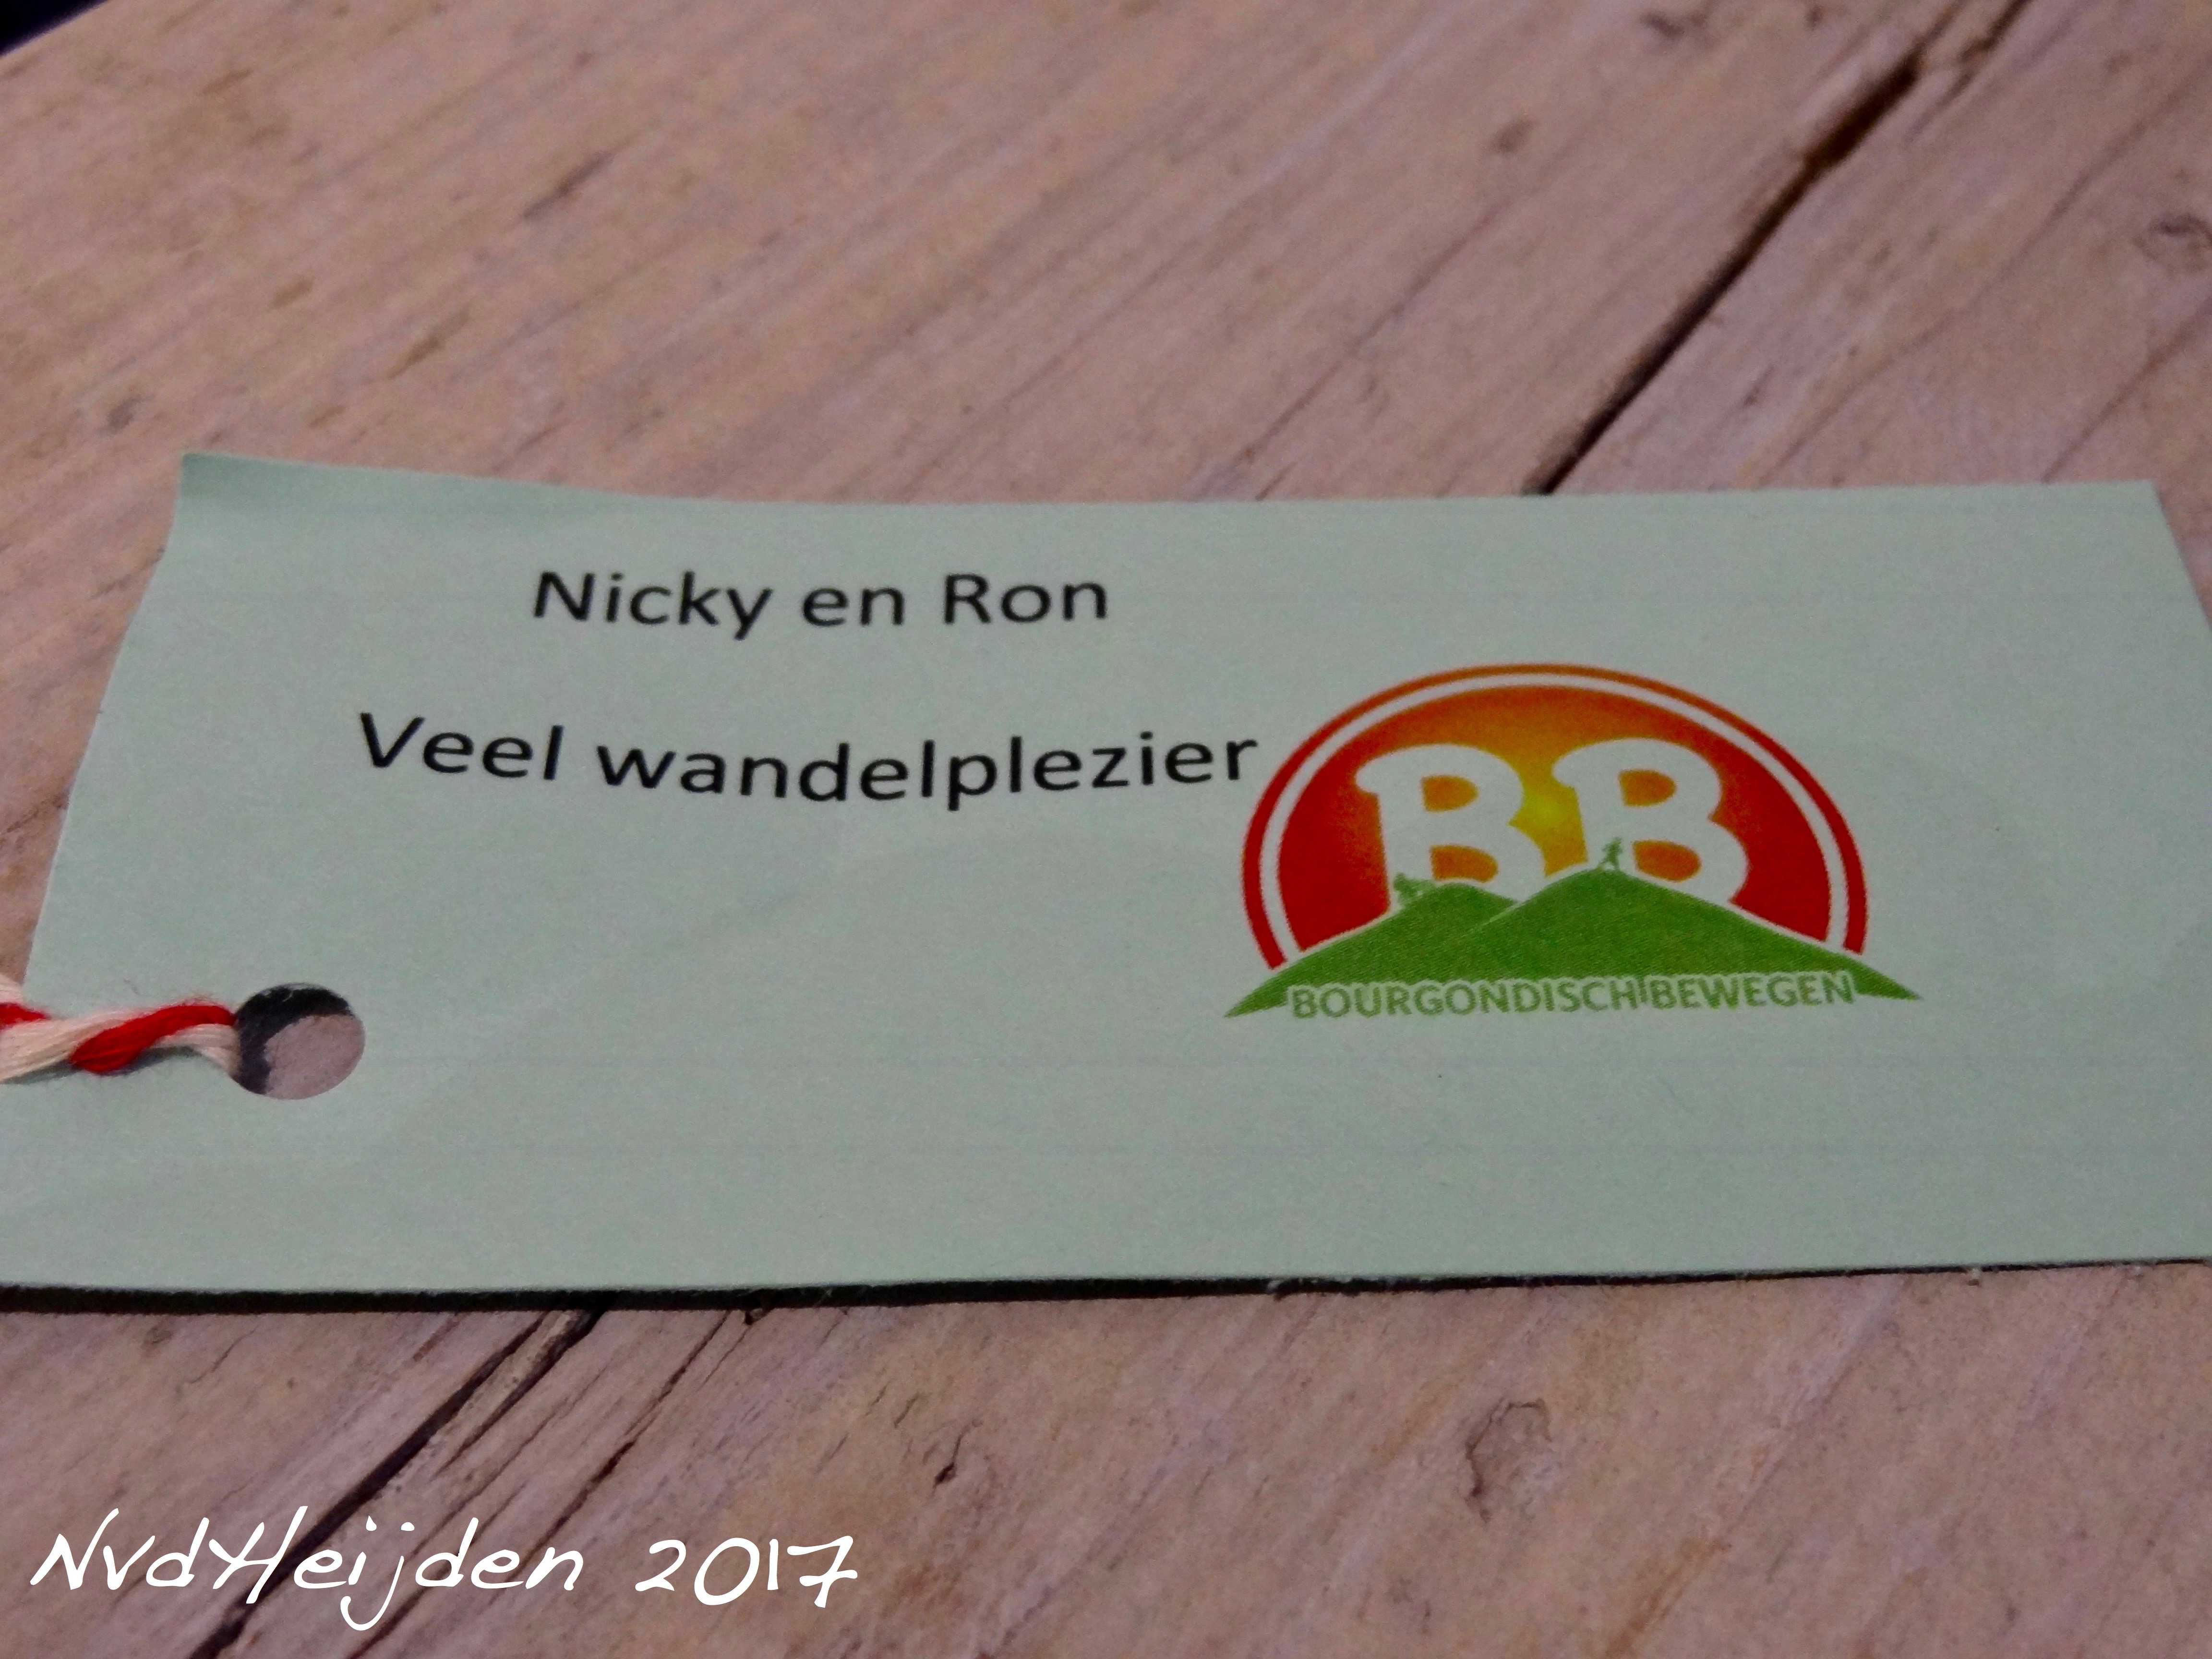 Nicky en Ron
Veel wandelplezier
BB
BOURGONDISCH BEWEGEN
NvdHeijden 2017